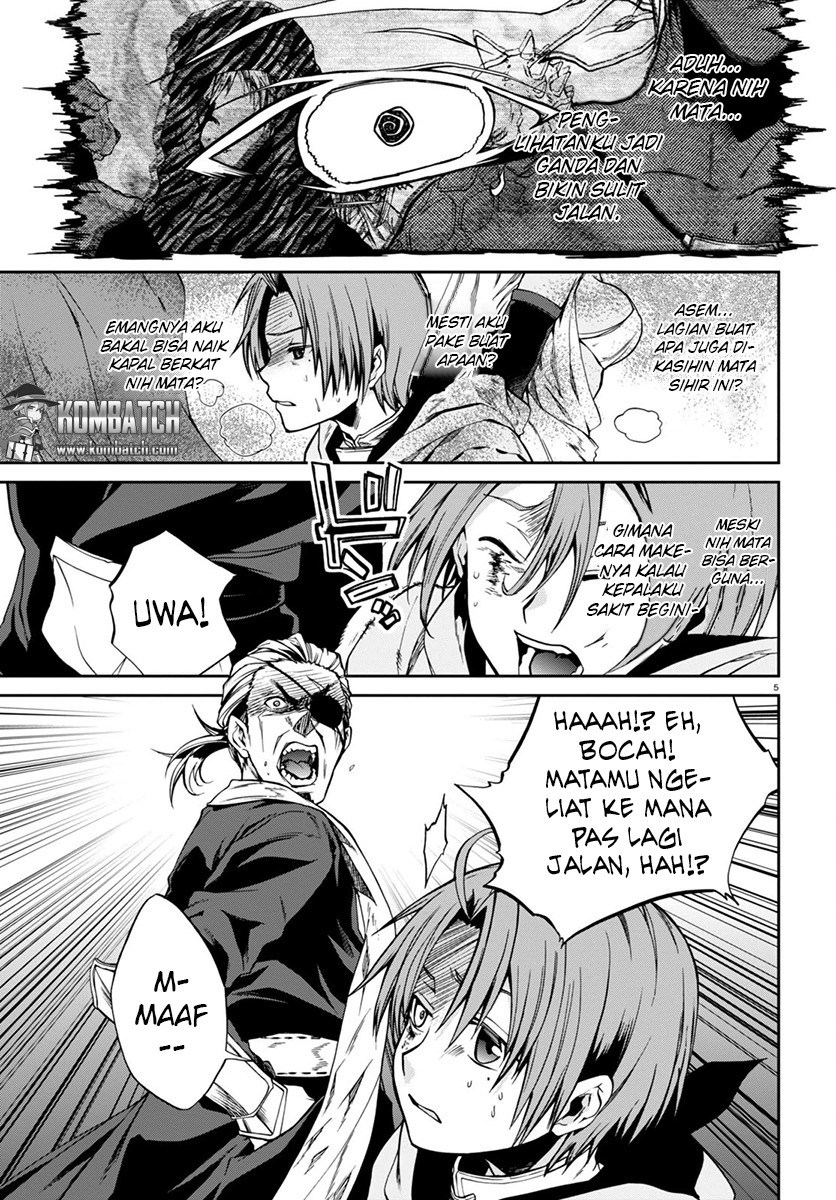 ADUH...
KARENA NIH
MATA...
PENG-
LIHATANKU JADI
GANDA DAN
BIKIN SULIT
JALAN.
ASEM...
LAGIAN BUAT
APA JUGA DI-
KASIHIN MATA
SIHIR INI?
MESTI AKU
PAKE BUAT
APAAN?
EMANGNYA AKU
BAKAL BISA NAIK
KAPAL BERKAT
NIH MATA?
KOMBATCH
www.kombatch.com
MESKI
NIH MATA
BISA BER-
GUNA...
GIMANA
CARA MAKE-
NYA KALAU
KEPALAKU
SAKIT BEGINI-
ドンッ
UWA!
5
HAAAH!? EH,
BOCAH!
MATAMU NGE-
LIAT KE MANA
PAS LAGI
JALAN, HAH!?
M-
MAAF
--